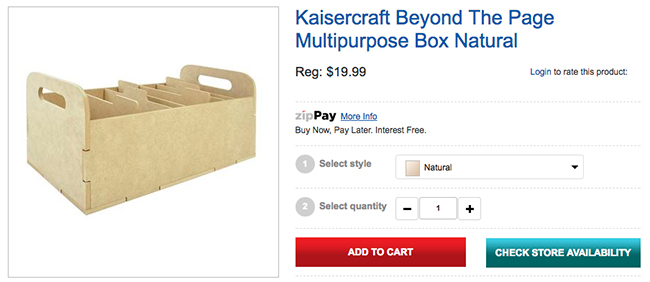 Kaisercraft Beyond The Page
Multipurpose Box Natural
Reg: $19.99
Login to rate this product:
zipPay More Info
Buy Now, Pay Later. Interest Free.
1 Select style
Natural
2 Select quantity
− 1 +
ADD TO CART
CHECK STORE AVAILABILITY